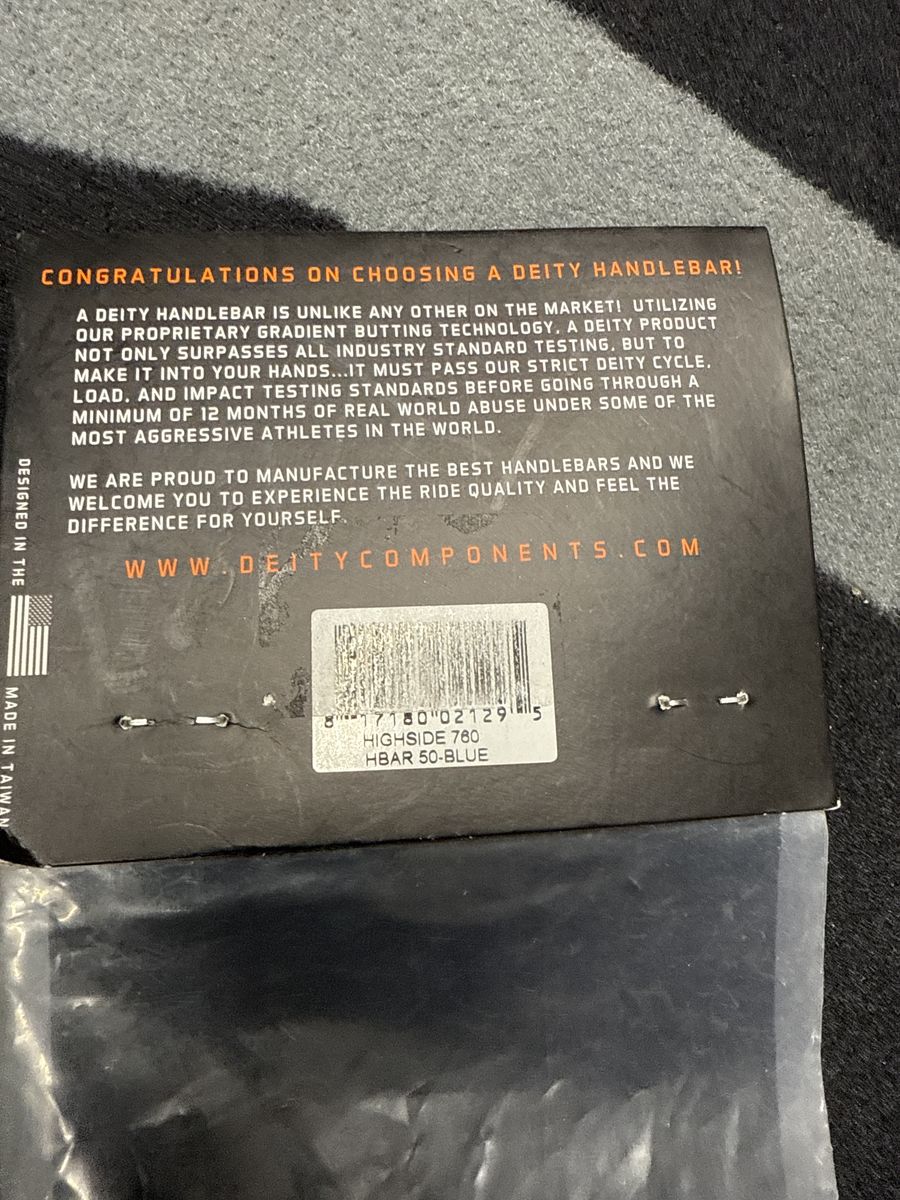 CONGRATULATIONS ON CHOOSING A DEITY HANDLEBAR!
A DEITY HANDLEBAR IS UNLIKE ANY OTHER ON THE MARKET! UTILIZING
OUR PROPRIETARY GRADIENT BUTTING TECHNOLOGY, A DEITY PRODUCT
NOT ONLY SURPASSES ALL INDUSTRY STANDARD TESTING, BUT TO
MAKE IT INTO YOUR HANDS...IT MUST PASS OUR STRICT DEITY CYCLE,
LOAD, AND IMPACT TESTING STANDARDS BEFORE GOING THROUGH A
MINIMUM OF 12 MONTHS OF REAL WORLD ABUSE UNDER SOME OF THE
MOST AGGRESSIVE ATHLETES IN THE WORLD.
WE ARE PROUD TO MANUFACTURE THE BEST HANDLEBARS AND WE
WELCOME YOU TO EXPERIENCE THE RIDE QUALITY AND FEEL THE
DIFFERENCE FOR YOURSELF.
WWW.DEITYCOMPONENTS.COM
DESIGNED IN THE
MADE IN TAIWAN
8 17180 02129 5
HIGHSIDE 760
HBAR 50-BLUE